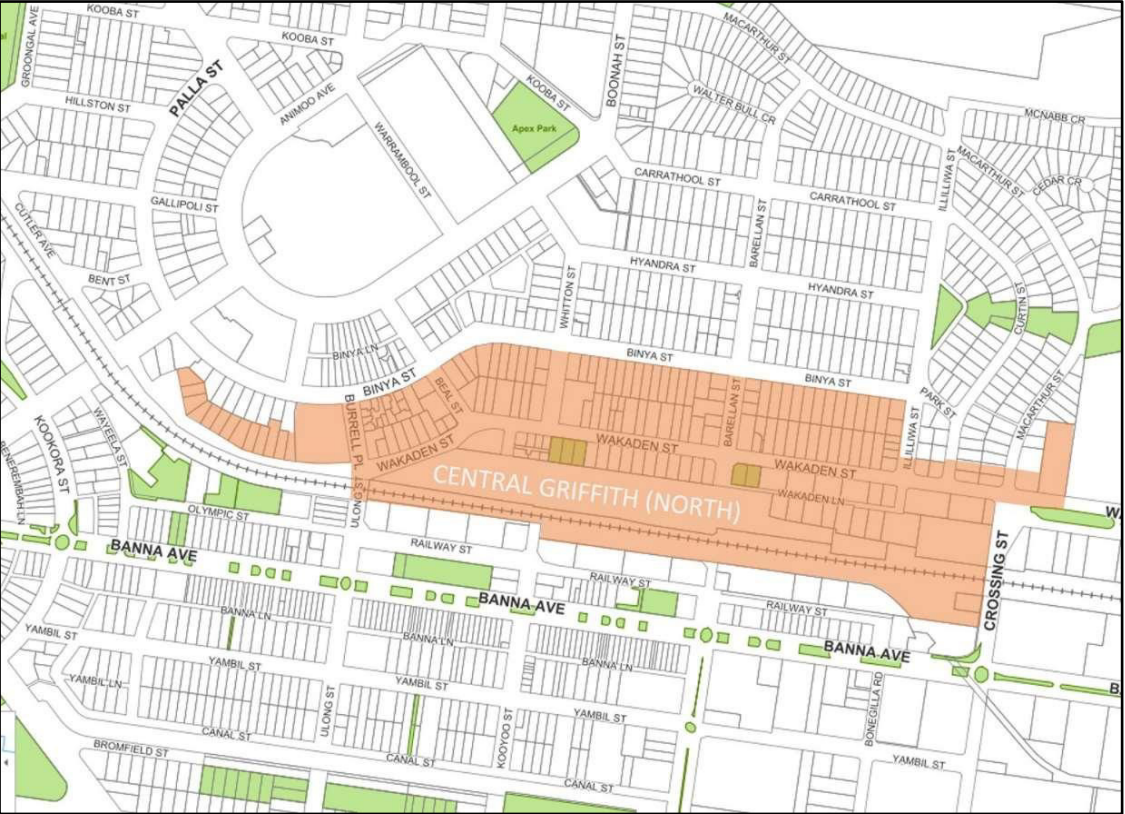 KOOBA ST
GROONGAL AVE
KOOBA ST
MACARTHUR ST
PALLA ST
BOONAH ST
KOOBA ST
HILLSTON ST
ANIMOO AVE
WALTER BULL CR
MCNABB CR
Apex Park
WARRAMBOOL ST
MACARTHUR ST
CARRATHOOL ST
ILLILLIWA ST
CEDAR CR
GALLIPOLI ST
CARRATHOOL ST
CUTLER AVE
BARELLAN ST
HYANDRA ST
BENT ST
HYANDRA ST
WHITTON ST
CURTIN ST
BINYA LN
BINYA ST
BINYA ST
BINYA ST
BEAL ST
PARK ST
MACARTHUR ST
BURRELL PL
BARELLAN ST
ILLILLIWA ST
KOOKORA ST
WAYEELA ST
WAKADEN ST
WAKADEN ST
WAKADEN ST
BENEREMBAH LN
CENTRAL GRIFFITH (NORTH)
WAKADEN LN
ULONG ST
OLYMPIC ST
RAILWAY ST
BANNA AVE
CROSSING ST
RAILWAY ST
BANNA AVE
RAILWAY ST
BANNA LN
BANNA LN
BANNA AVE
YAMBIL ST
BANNA LN
YAMBIL ST
YAMBIL LN
YAMBIL ST
ULONG ST
YAMBIL ST
BONEGILLA RD
KOOYOO ST
CANAL ST
BROMFIELD ST
CANAL ST
YAMBIL ST
CANAL ST